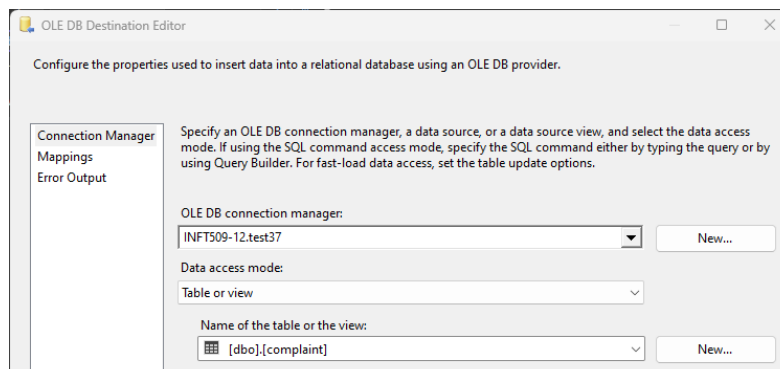 OLE DB Destination Editor
Configure the properties used to insert data into a relational database using an OLE DB provider.
Connection Manager
Mappings
Error Output
Specify an OLE DB connection manager, a data source, or a data source view, and select the data access
mode. If using the SQL command access mode, specify the SQL command either by typing the query or by
using Query Builder. For fast-load data access, set the table update options.
OLE DB connection manager:
INFT509-12.test37
New...
Data access mode:
Table or view
Name of the table or the view:
[dbo].[complaint]
New...